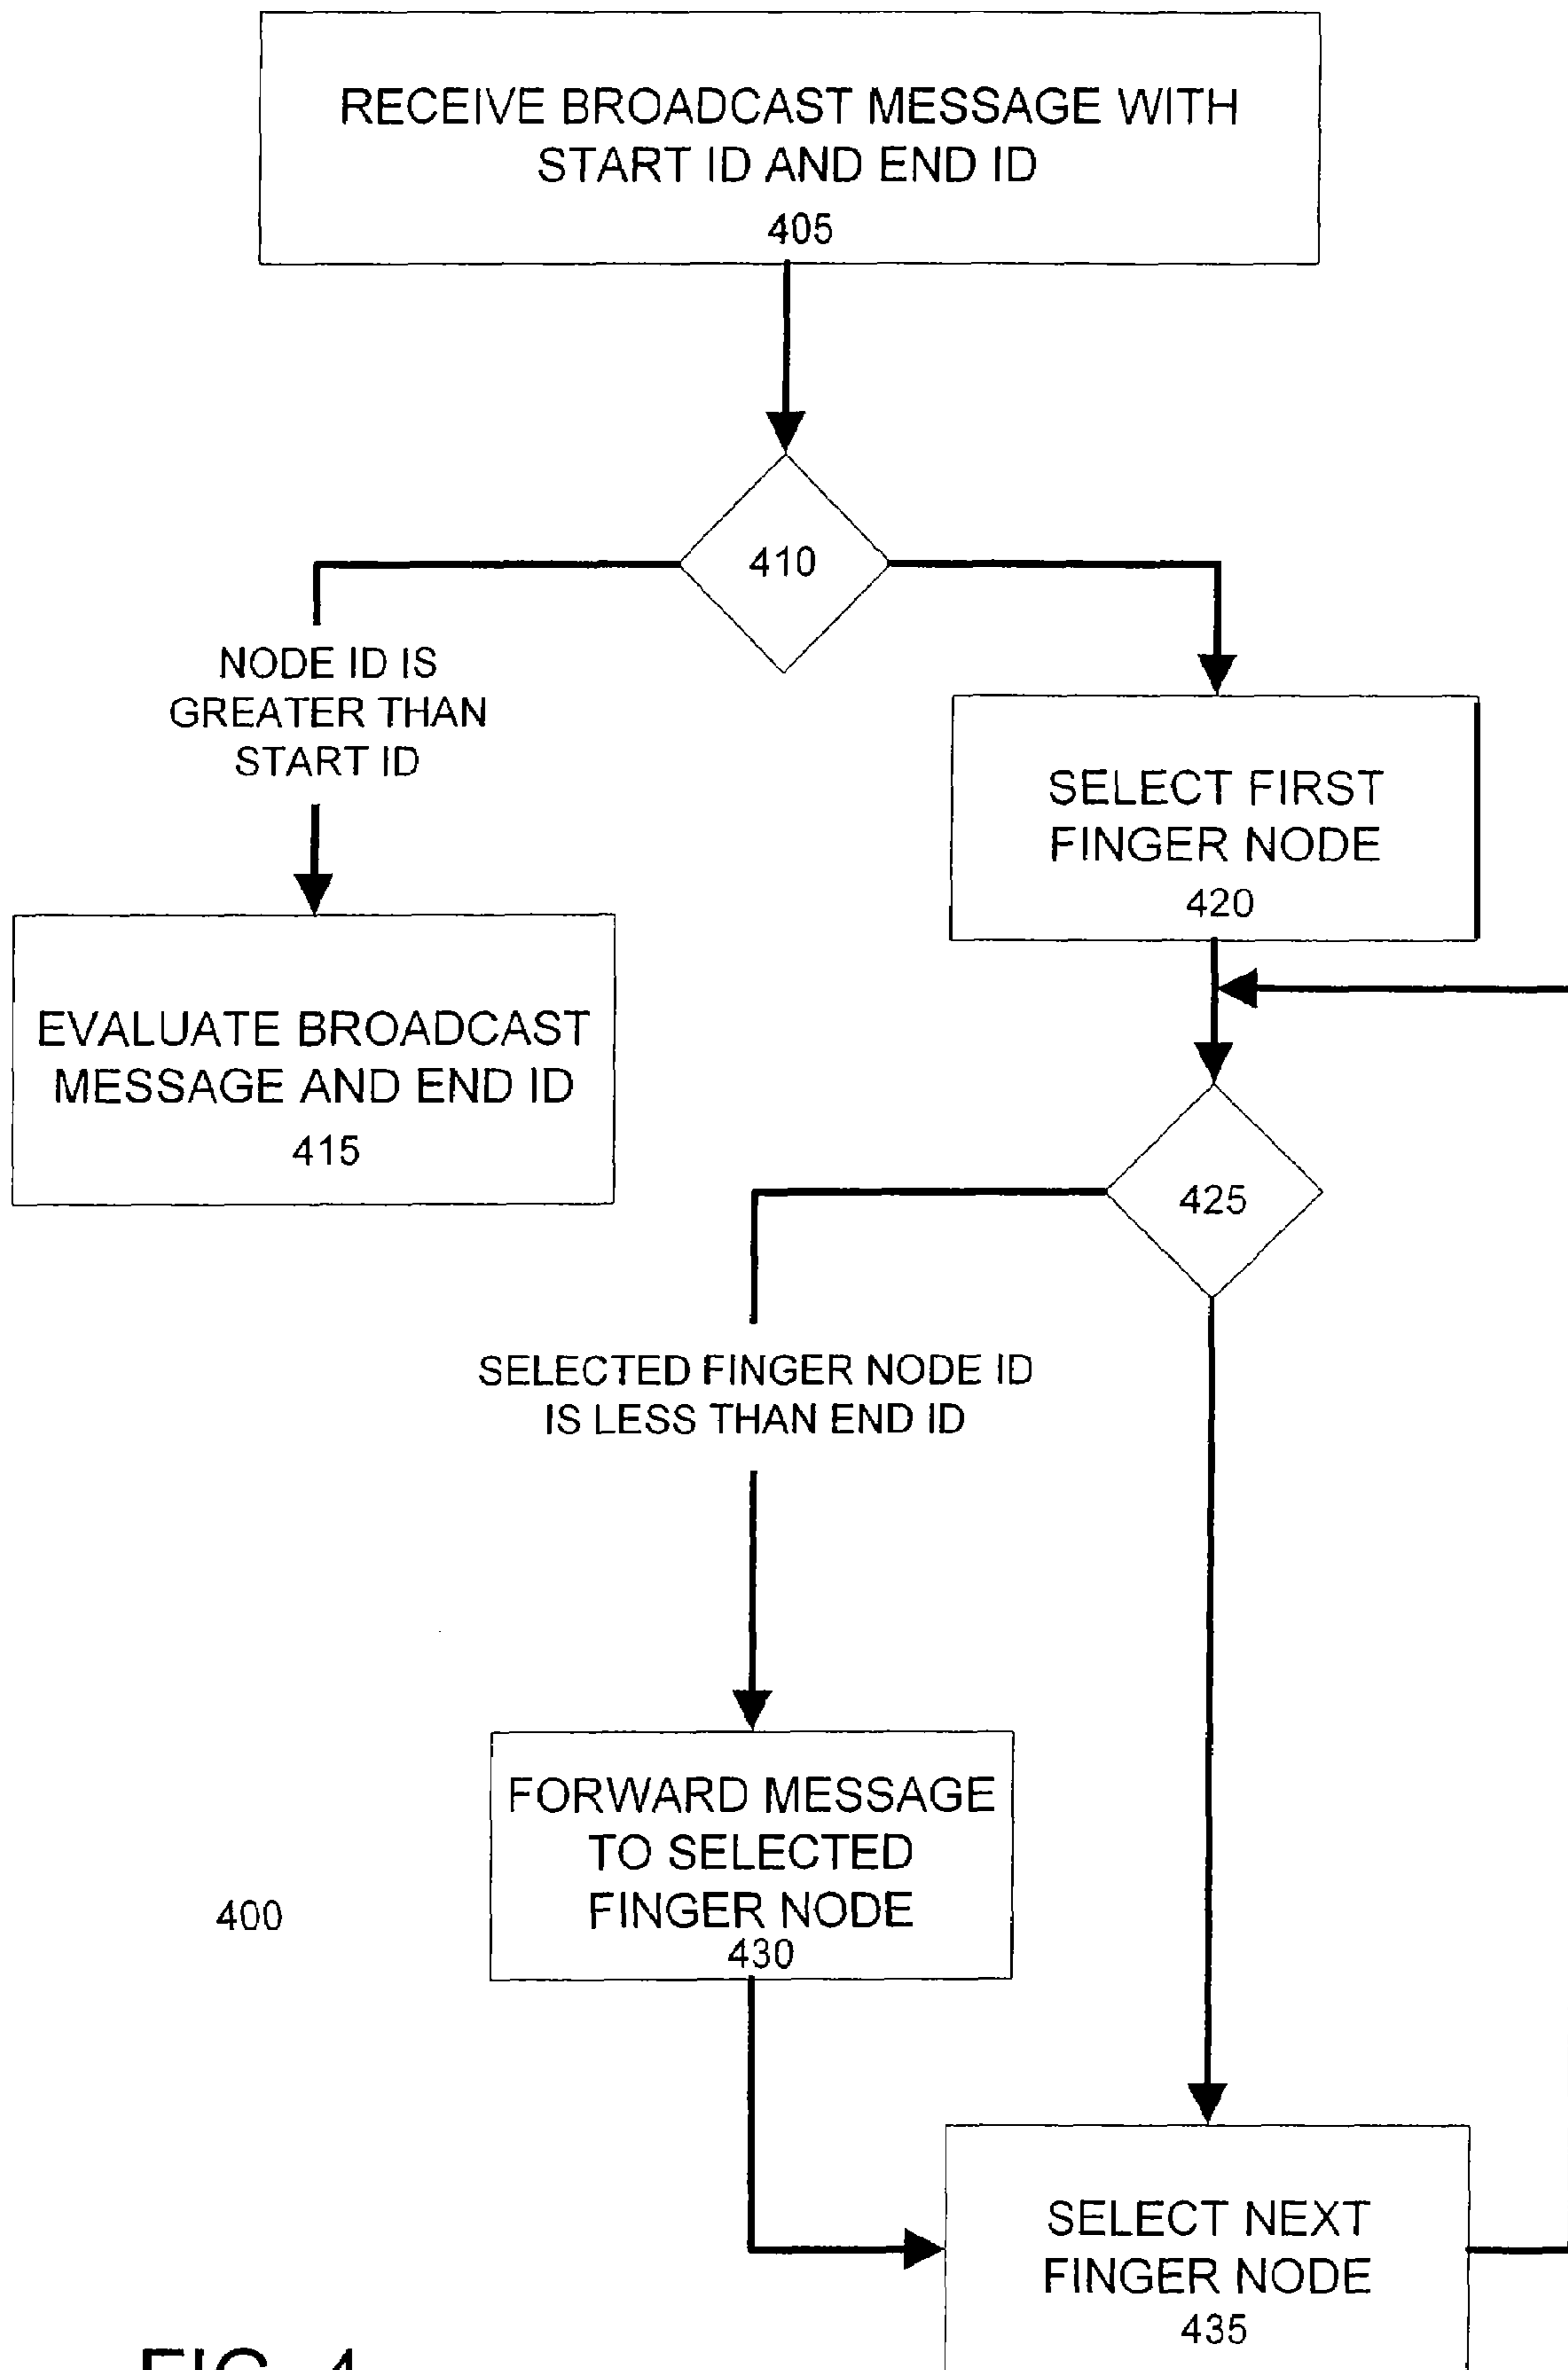 RECEIVE BROADCAST MESSAGE WITH
START ID AND END ID
405
410
NODE ID IS
GREATER THAN
START ID
SELECT FIRST
FINGER NODE
420
EVALUATE BROADCAST
MESSAGE AND END ID
415
425
SELECTED FINGER NODE ID
IS LESS THAN END ID
FORWARD MESSAGE
TO SELECTED
FINGER NODE
430
400
SELECT NEXT
FINGER NODE
435
FIG. 4